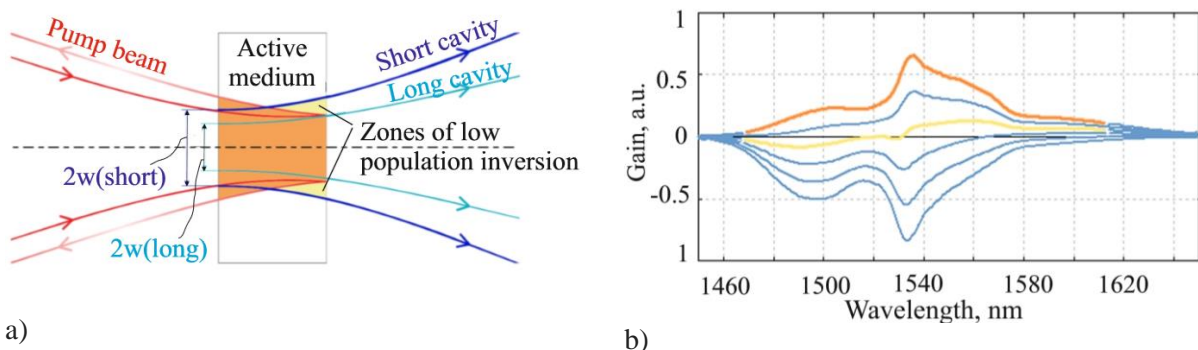 Pump beam
Active
medium
Short cavity
Long cavity
Zones of low
population inversion
2w(short)
2w(long)
a)
Gain, a.u.
1
0.5
0
-0.5
1
1460
1500
1540
1580
1620
Wavelength, nm
b)